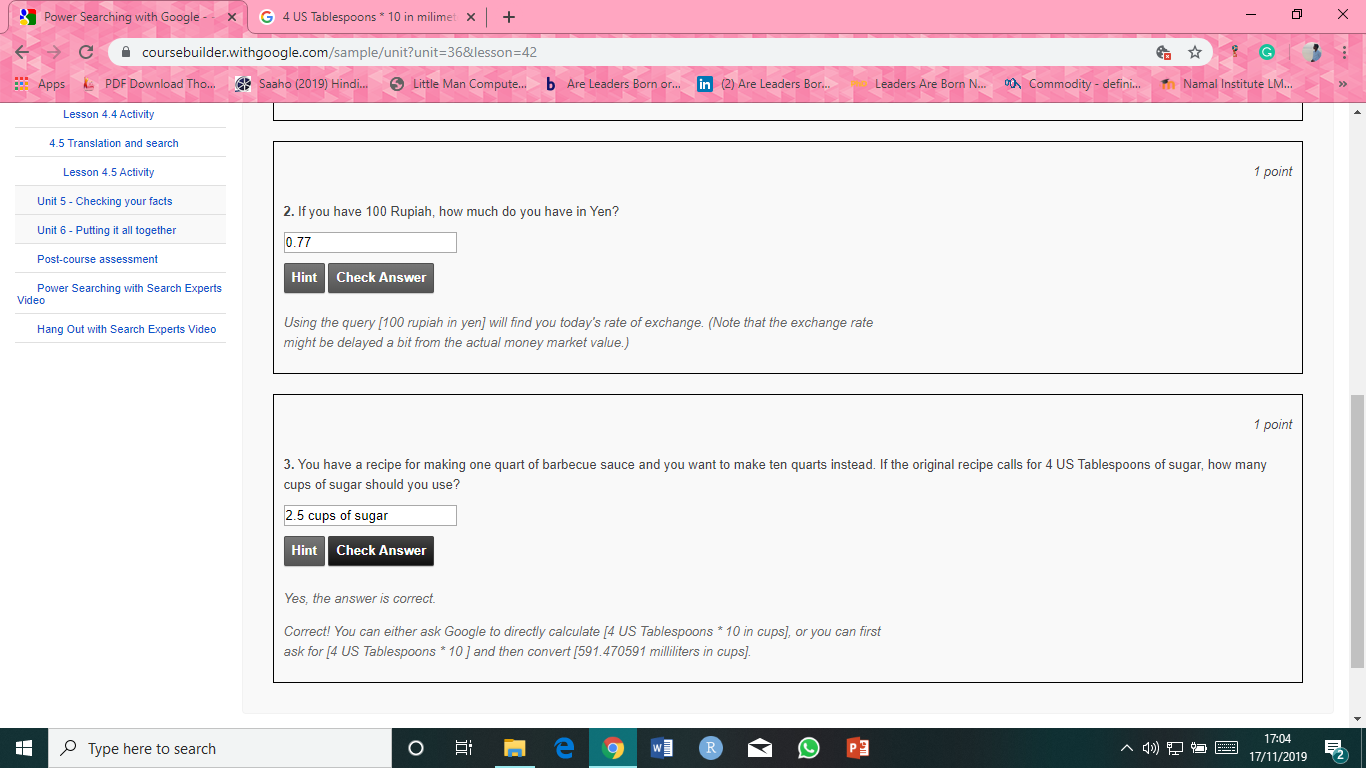 Power Searching with Google -
4 US Tablespoons * 10 in milimet
coursebuilder.withgoogle.com/sample/unit?unit=36&lesson=42
Apps
PDF Download Tho...
Saaho (2019) Hindi...
Little Man Compute...
Are Leaders Born or...
(2) Are Leaders Bor...
Leaders Are Born N...
Commodity - defini...
Namal Institute LM...
Lesson 4.4 Activity
4.5 Translation and search
Lesson 4.5 Activity
Unit 5 - Checking your facts
Unit 6 - Putting it all together
Post-course assessment
Power Searching with Search Experts
Video
Hang Out with Search Experts Video
1 point
2. If you have 100 Rupiah, how much do you have in Yen?
0.77
Hint
Check Answer
Using the query [100 rupiah in yen] will find you today's rate of exchange. (Note that the exchange rate
might be delayed a bit from the actual money market value.)
1 point
3. You have a recipe for making one quart of barbecue sauce and you want to make ten quarts instead. If the original recipe calls for 4 US Tablespoons of sugar, how many
cups of sugar should you use?
2.5 cups of sugar
Hint
Check Answer
Yes, the answer is correct.
Correct! You can either ask Google to directly calculate [4 US Tablespoons * 10 in cups], or you can first
ask for [4 US Tablespoons * 10 ] and then convert [591.470591 milliliters in cups].
Type here to search
17:04
17/11/2019
2